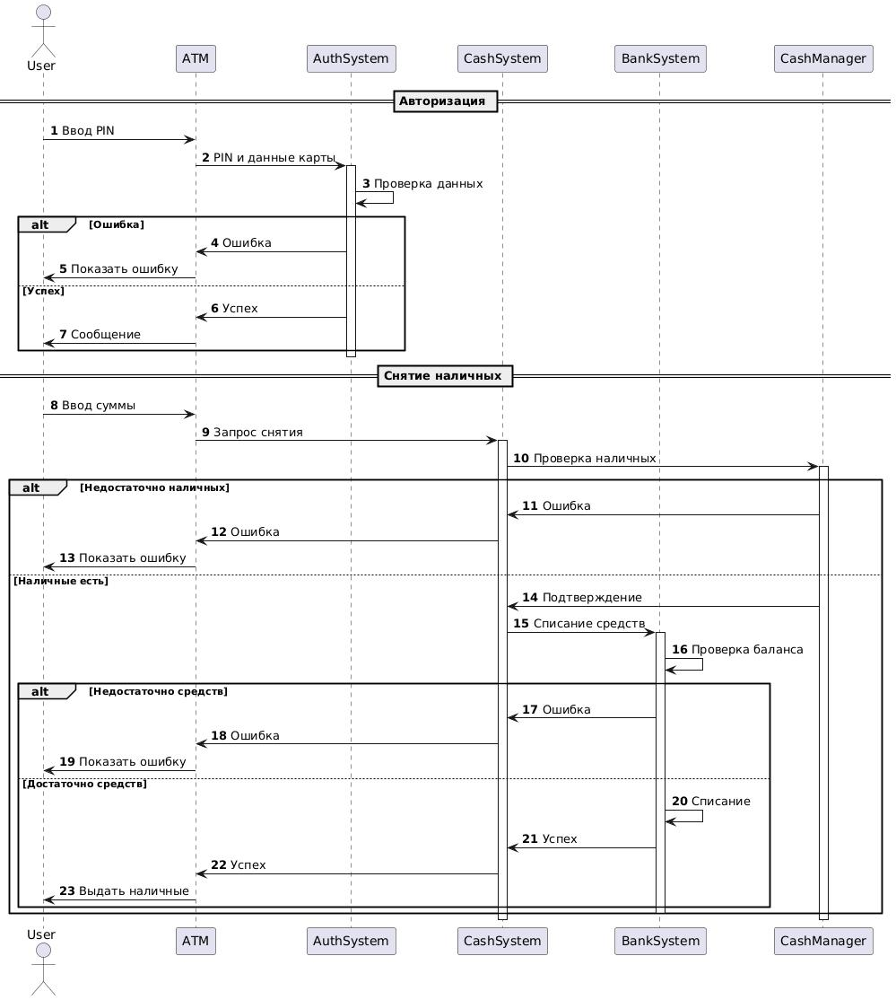 User
ATM
AuthSystem
CashSystem
BankSystem
CashManager
Авторизация
1 Ввод PIN
2 PIN и данные карты
3 Проверка данных
alt [Ошибка]
4 Ошибка
5 Показать ошибку
[Успех]
6 Успех
7 Сообщение
Снятие наличных
8 Ввод суммы
9 Запрос снятия
10 Проверка наличных
alt [Недостаточно наличных]
11 Ошибка
12 Ошибка
13 Показать ошибку
[Наличные есть]
14 Подтверждение
15 Списание средств
16 Проверка баланса
alt [Недостаточно средств]
17 Ошибка
18 Ошибка
19 Показать ошибку
[Достаточно средств]
20 Списание
21 Успех
22 Успех
23 Выдать наличные
User
ATM
AuthSystem
CashSystem
BankSystem
CashManager